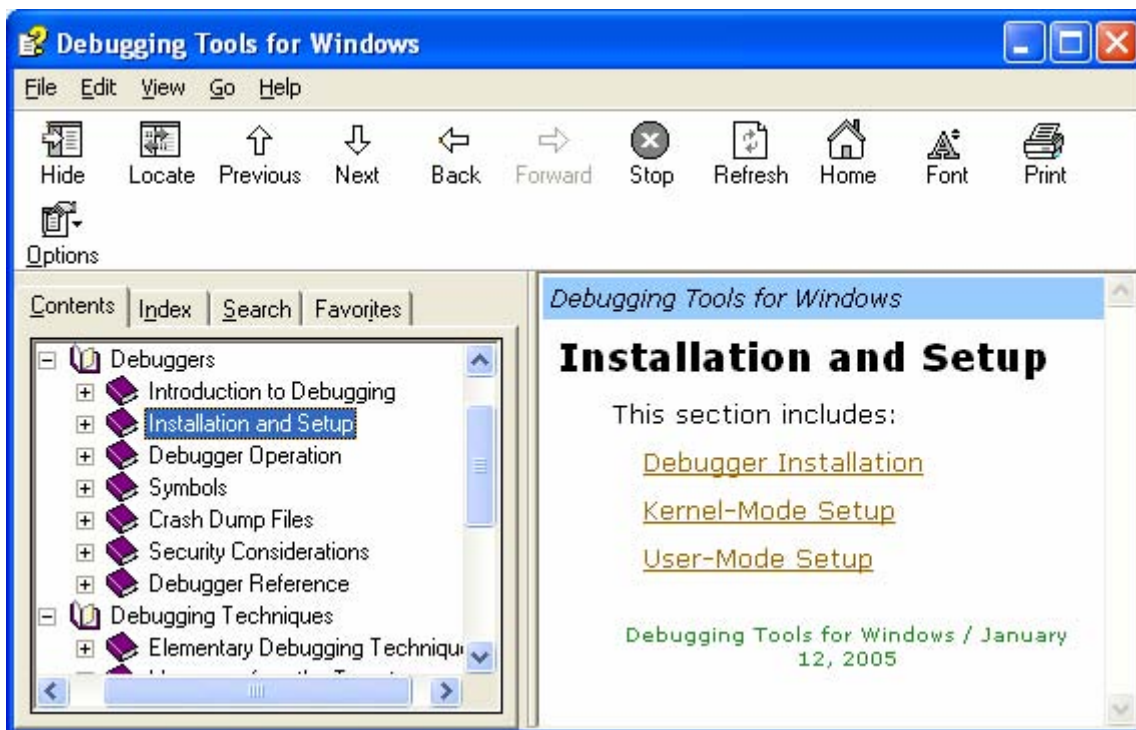 Debugging Tools for Windows
File Edit View Go Help
Hide Locate Previous Next Back Forward Stop Refresh Home Font Print
Options
Contents Index Search Favorites
Debuggers
Introduction to Debugging
Installation and Setup
Debugger Operation
Symbols
Crash Dump Files
Security Considerations
Debugger Reference
Debugging Techniques
Elementary Debugging
Debugging Tools for Windows
Installation and Setup
This section includes:
Debugger Installation
Kernel-Mode Setup
User-Mode Setup
Debugging Tools for Windows / January
12, 2005